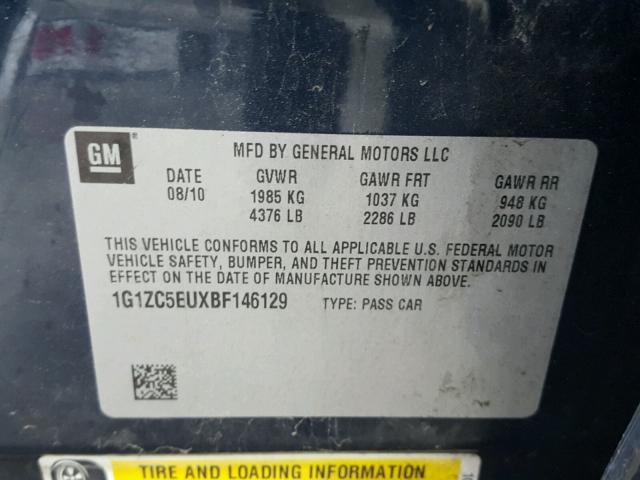 GM ®
MFD BY GENERAL MOTORS LLC
DATE GVWR GAWR FRT GAWR RR
08/10 1985 KG 1037 KG 948 KG
4376 LB 2286 LB 2090 LB
THIS VEHICLE CONFORMS TO ALL APPLICABLE U.S. FEDERAL MOTOR
VEHICLE SAFETY, BUMPER, AND THEFT PREVENTION STANDARDS IN
EFFECT ON THE DATE OF MANUFACTURE SHOWN ABOVE.
1G1ZC5EUXBF146129 TYPE: PASS CAR
TIRE AND LOADING INFORMATION